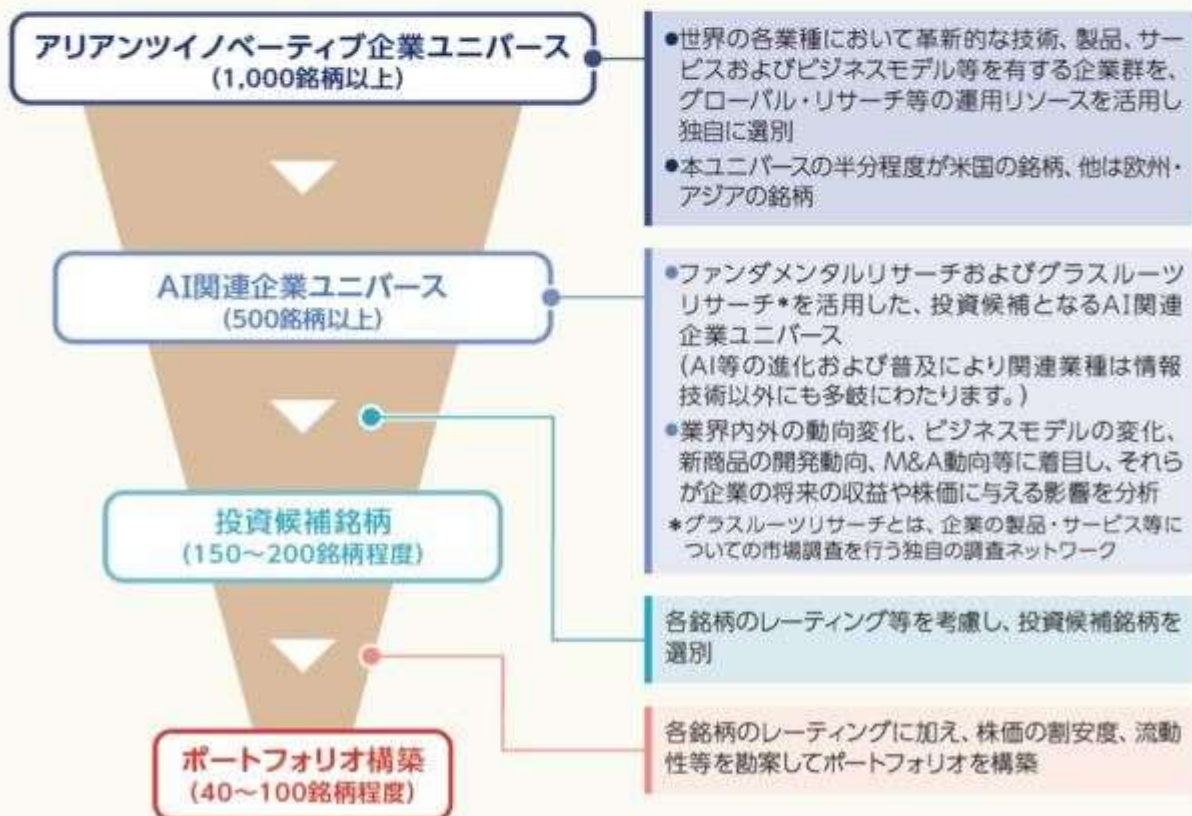 アリアンツイノベーティブ企業ユニバース
(1,000銘柄以上)
●世界の各業種において革新的な技術、製品、サー
ビスおよびビジネスモデル等を有する企業群を、
グローバル・リサーチ等の運用リソースを活用し
独自に選別
●本ユニバースの半分程度が米国の銘柄、他は欧州・
アジアの銘柄
AI関連企業ユニバース
(500銘柄以上)
●ファンダメンタルリサーチおよびグラスルーツ
リサーチ*を活用した、投資候補となるAI関連
企業ユニバース
(AI等の進化および普及により関連業種は情報
技術以外にも多岐にわたります。)
●業界内外の動向変化、ビジネスモデルの変化、
新商品の開発動向、M&A動向等に着目し、それら
が企業の将来の収益や株価に与える影響を分析
*グラスルーツリサーチとは、企業の製品・サービス等に
ついての市場調査を行う独自の調査ネットワーク
投資候補銘柄
(150~200銘柄程度)
各銘柄のレーティング等を考慮し、投資候補銘柄を
選別
ポートフォリオ構築
(40~100銘柄程度)
各銘柄のレーティングに加え、株価の割安度、流動
性等を勘案してポートフォリオを構築